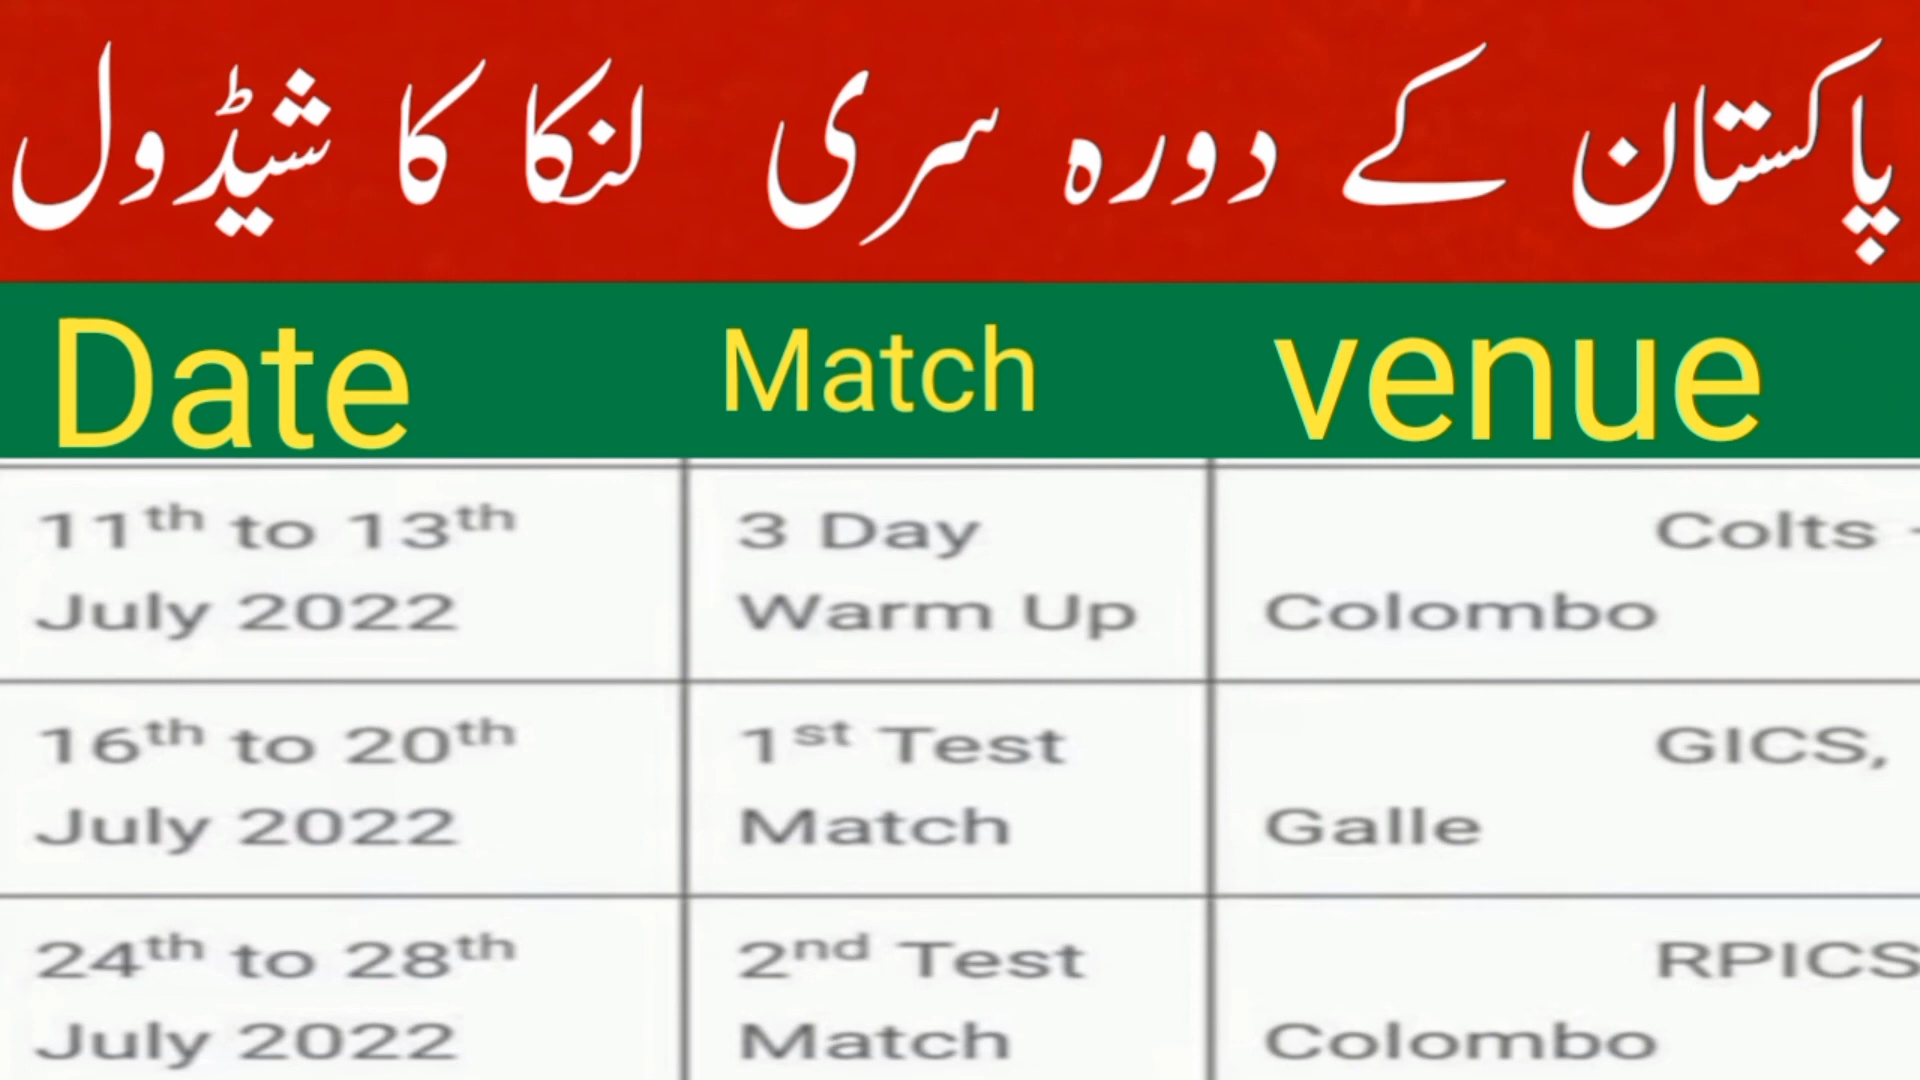 پاکستان کے دورہ سری لنکا کا شیڈول
Date Match venue
11th to 13th July 2022 3 Day Warm Up Colts - Colombo
16th to 20th July 2022 1st Test Match GICS, Galle
24th to 28th July 2022 2nd Test Match RPICS Colombo